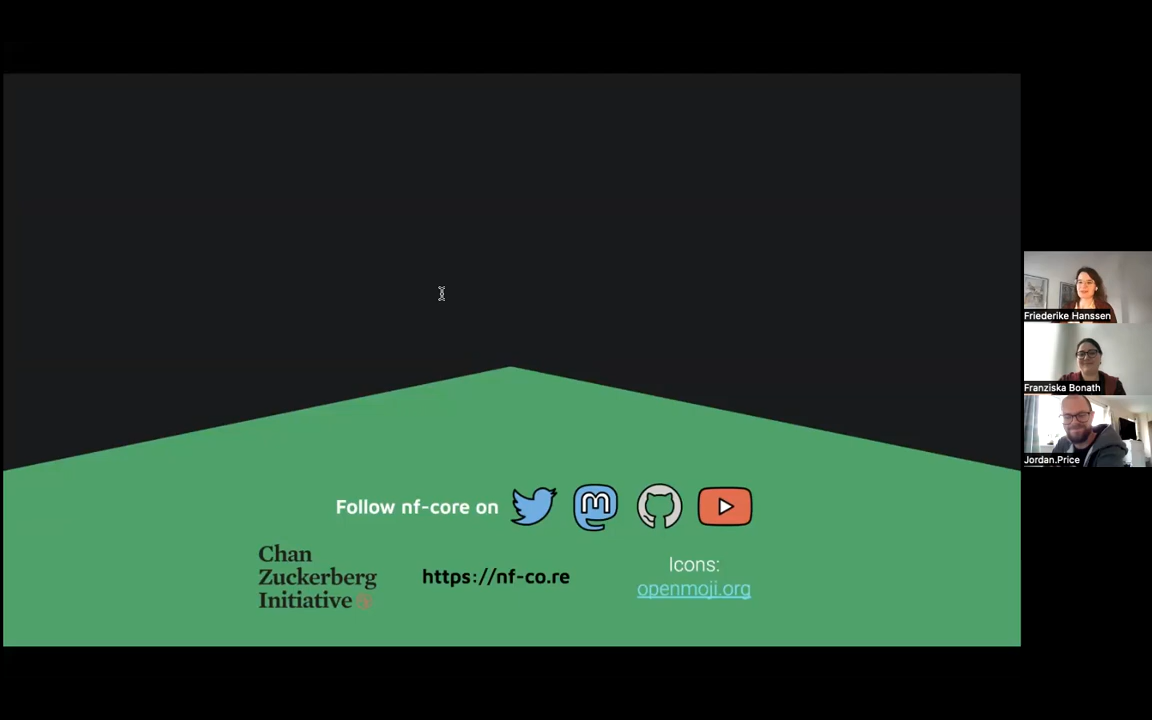 Friederike Hanssen
Franziska Bonath
Jordan.Price
Follow nf-core on
Chan
Zuckerberg
Initiative
https://nf-co.re
Icons:
openmoji.org